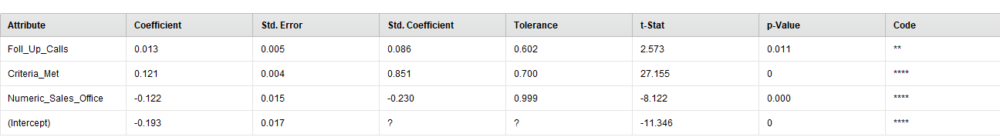 Attribute Coefficient Std. Error Std. Coefficient Tolerance t-Stat p-Value Code
Foll_Up_Calls 0.013 0.005 0.086 0.602 2.573 0.011 **
Criteria_Met 0.121 0.004 0.851 0.700 27.155 0 ****
Numeric_Sales_Office -0.122 0.015 -0.230 0.999 -8.122 0.000 ****
(Intercept) -0.193 0.017 ? ? -11.346 0 ****